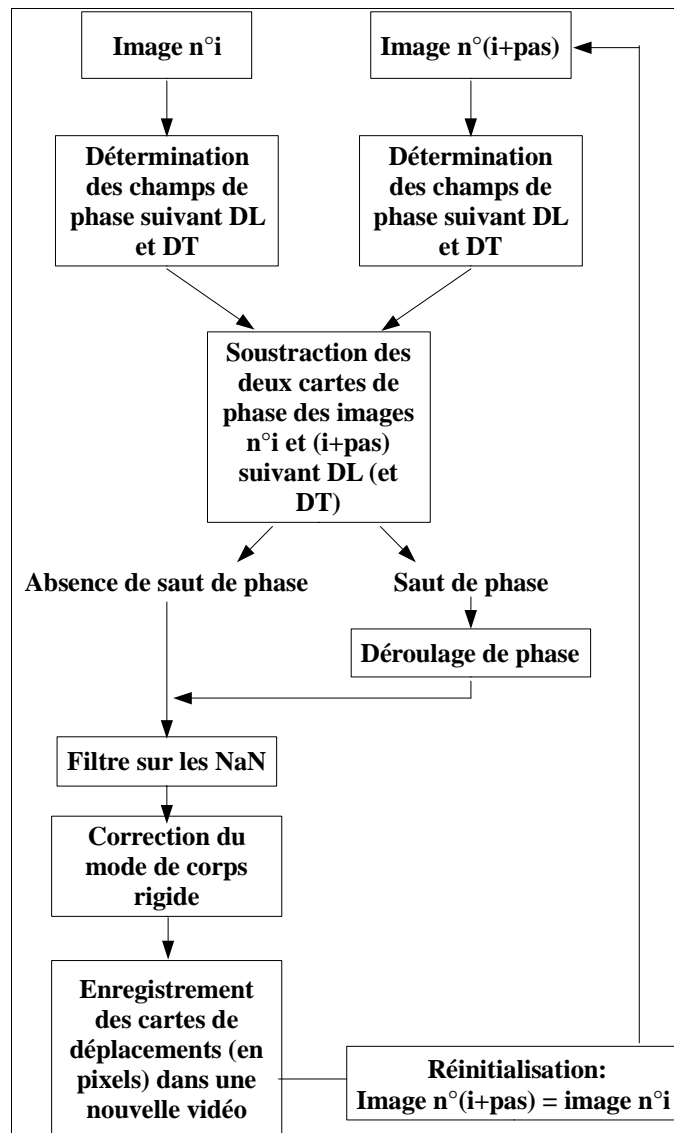 Image n°i
Image n°(i+pas)
Détermination
des champs de
phase suivant DL
et DT
Détermination
des champs de
phase suivant DL
et DT
Soustraction des
deux cartes de
phase des images
n°i et (i+pas)
suivant DL (et
DT)
Absence de saut de phase
Saut de phase
Déroulage de phase
Filtre sur les NaN
Correction du
mode de corps
rigide
Enregistrement
des cartes de
déplacements (en
pixels) dans une
nouvelle vidéo
Réinitialisation:
Image n°(i+pas) = image n°i